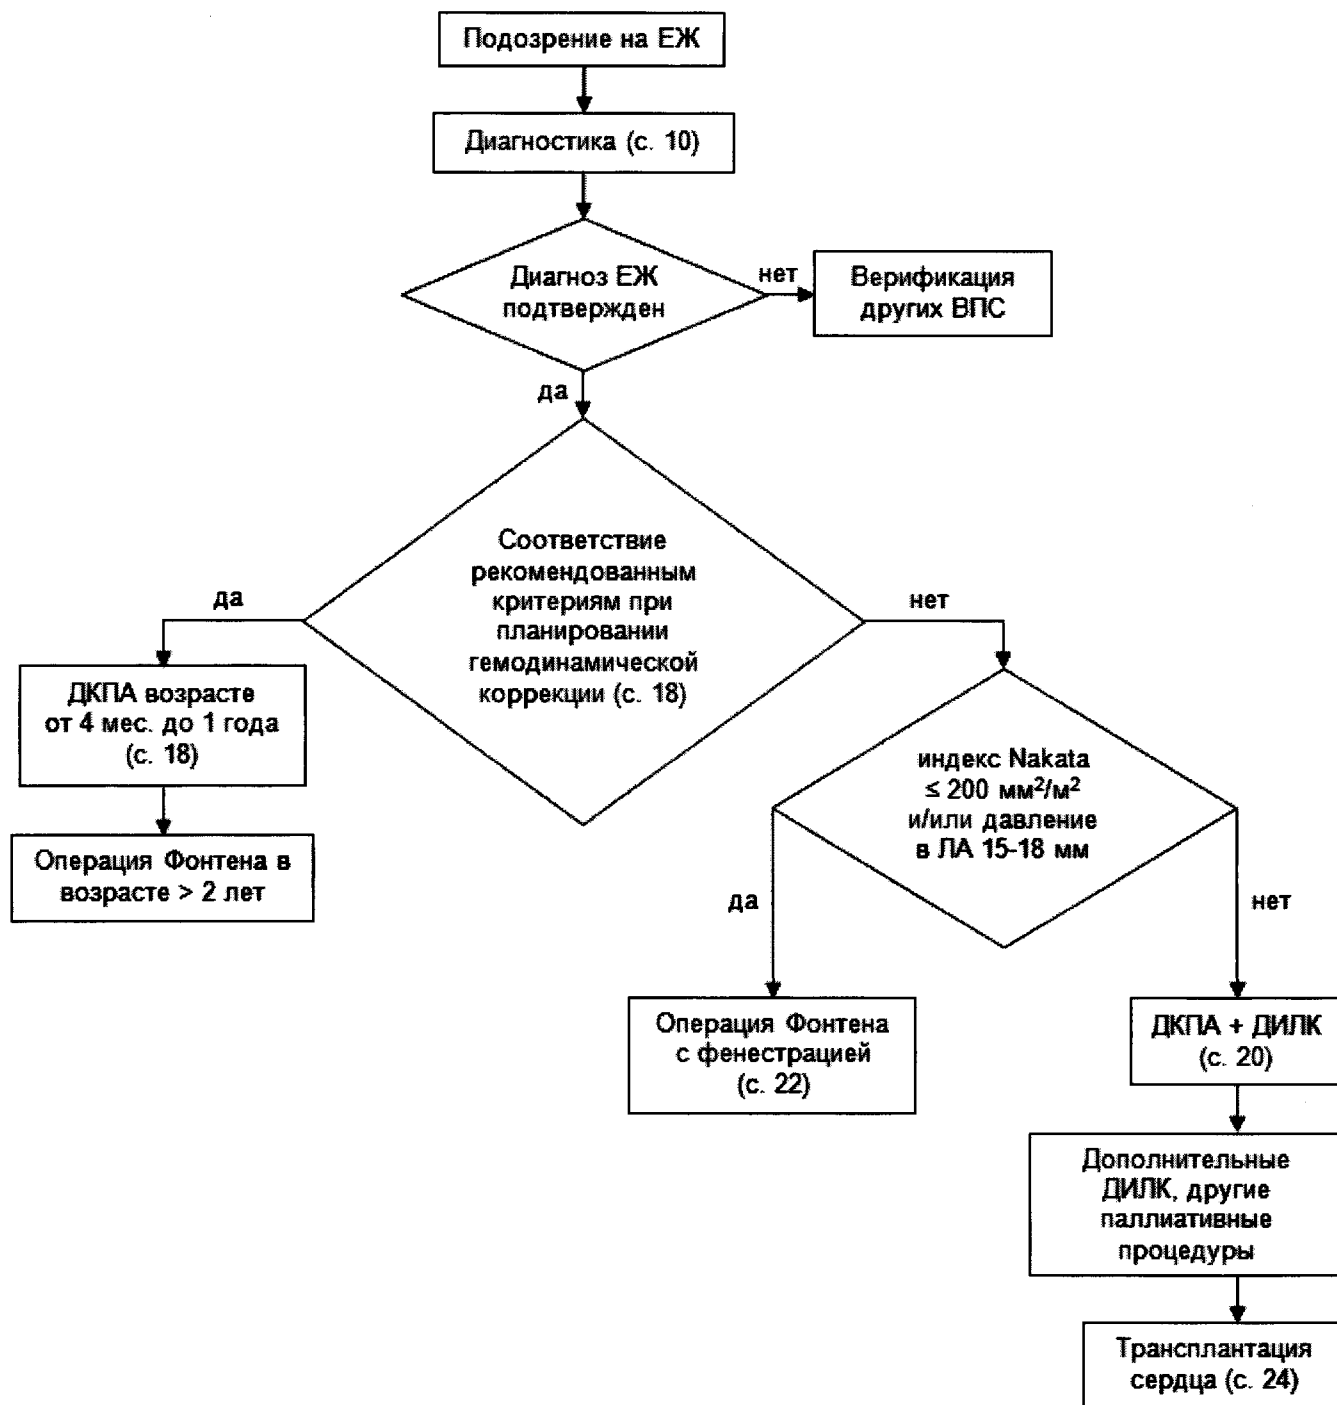 Подозрение на ЕЖ
Диагностика (с. 10)
Диагноз ЕЖ
подтвержден
нет
Верификация
других ВПС
да
Соответствие
рекомендованным
критериям при
планировании
гемодинамической
коррекции (с. 18)
да
нет
ДКПА возрасте
от 4 мес. до 1 года
(с. 18)
Операция Фонтена в
возрасте > 2 лет
индекс Nakata
≤ 200 мм²/м²
и/или давление
в ЛА 15-18 мм
да
нет
Операция Фонтена
с фенестрацией
(с. 22)
ДКПА + ДИЛК
(с. 20)
Дополнительные
ДИЛК, другие
паллиативные
процедуры
Трансплантация
сердца (с. 24)